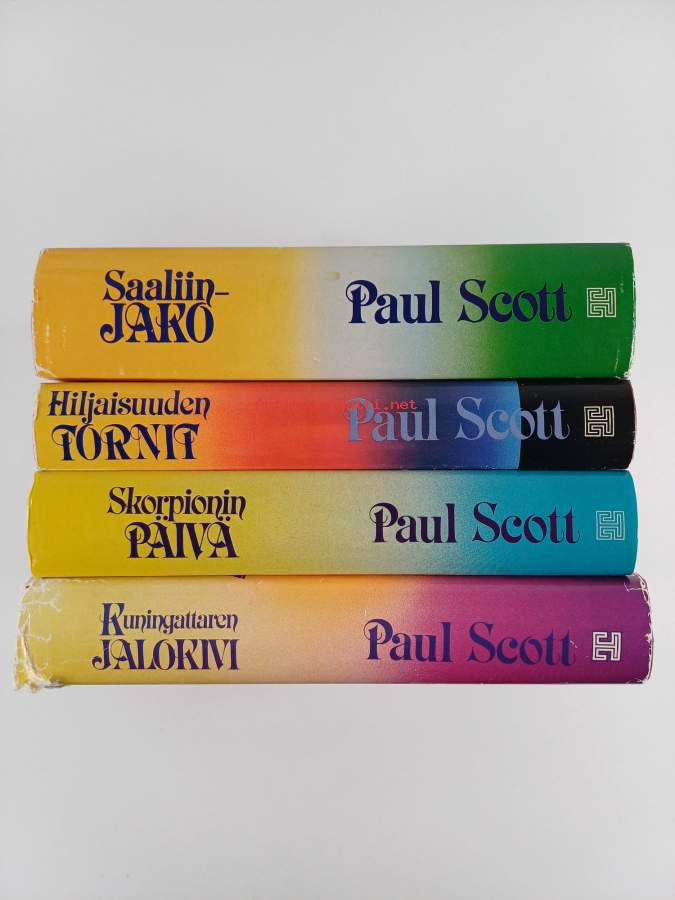 Saaliin-
JAKO
Paul Scott
Hiljaisuuden
TORNIT
Paul Scott
Skorpionin
PÄIVÄ
Paul Scott
Kuningattaren
JALOKIVI
Paul Scott